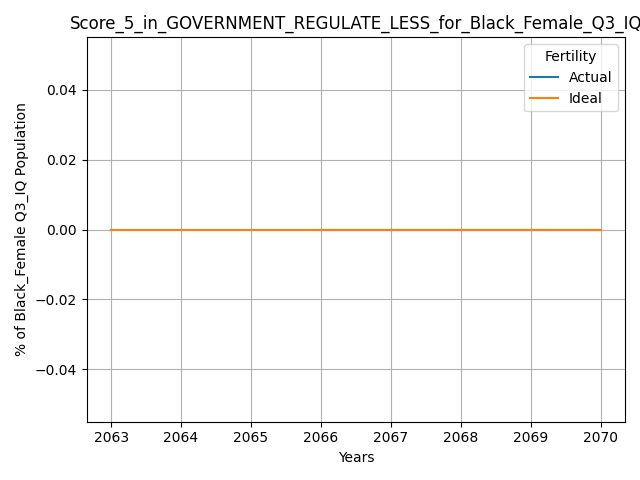 Score_5_in_GOVERNMENT_REGULATE_LESS_for_Black_Female_Q3_IQ
Fertility
Actual
Ideal
% of Black_Female Q3_IQ Population
0.04
0.02
0.00
−0.02
−0.04
2063 2064 2065 2066 2067 2068 2069 2070
Years